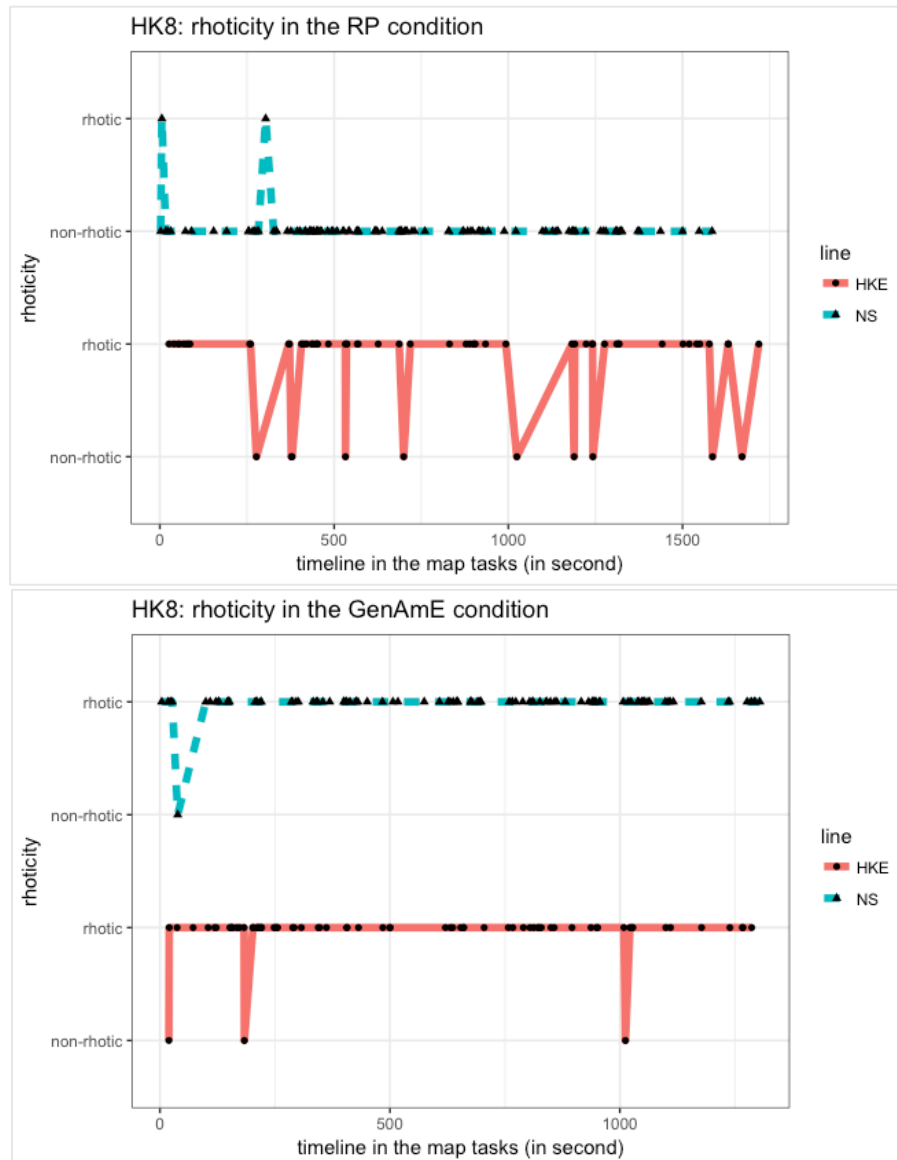 HK8: rhoticity in the RP condition
rhotic
non-rhotic
rhotic
non-rhotic
rhoticity
line
HKE
NS
0 500 1000 1500
timeline in the map tasks (in second)
HK8: rhoticity in the GenAmE condition
rhotic
non-rhotic
rhotic
non-rhotic
rhoticity
line
HKE
NS
0 500 1000
timeline in the map tasks (in second)